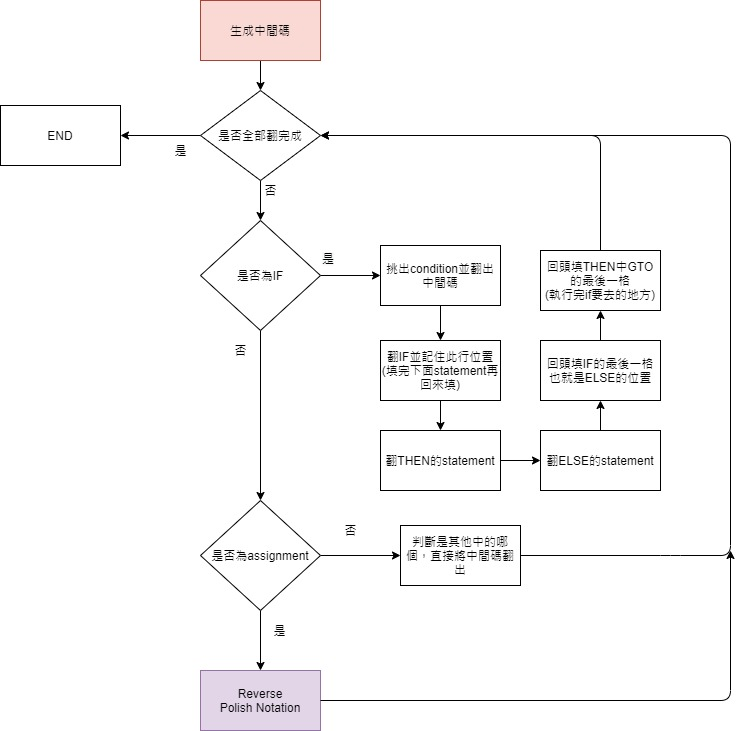 生成中間碼
END
是否全部翻完成
是
否
是否為IF
是
挑出condition並翻出
中間碼
回頭填THEN中GTO
的最後一格
(執行完if要去的地方)
否
翻IF並記住此行位置
(填完下面statement再
回來填)
回頭填IF的最後一格
也就是ELSE的位置
翻THEN的statement
翻ELSE的statement
是否為assignment
否
判斷是其他中的哪
個，直接將中間碼翻
出
是
Reverse
Polish Notation